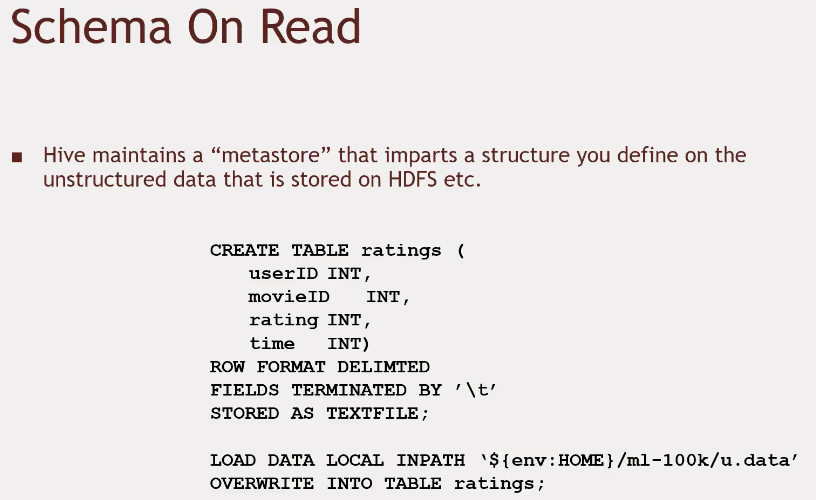 Schema On Read
■ Hive maintains a “metastore” that imparts a structure you define on the
unstructured data that is stored on HDFS etc.
CREATE TABLE ratings (
userID INT,
movieID INT,
rating INT,
time INT)
ROW FORMAT DELIMTED
FIELDS TERMINATED BY ’\t’
STORED AS TEXTFILE;
LOAD DATA LOCAL INPATH ‘${env:HOME}/ml-100k/u.data’
OVERWRITE INTO TABLE ratings;